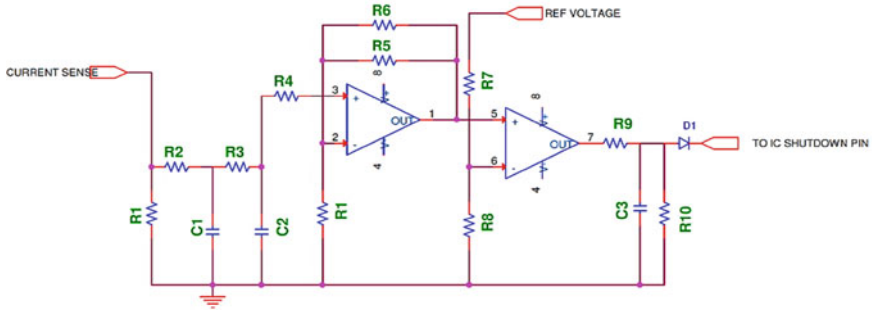 R6
REF VOLTAGE
R5
CURRENT SENSE
R4
R7
8
3
+
V+
OUT
1
2
-
V-
4
5
+
8
V+
OUT
7
6
-
V-
4
R9
D1
TO IC SHUTDOWN PIN
R2
R3
R1
C1
C2
R1
R8
C3
R10